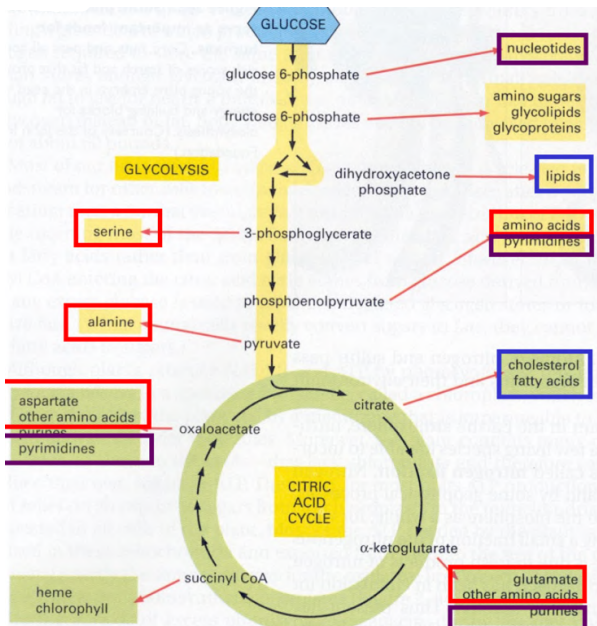 GLUCOSE
nucleotides
glucose 6-phosphate
amino sugars
glycolipids
glycoproteins
fructose 6-phosphate
GLYCOLYSIS
dihydroxyacetone
phosphate
lipids
serine
3-phosphoglycerate
amino acids
pyrimidines
phosphoenolpyruvate
alanine
pyruvate
cholesterol
fatty acids
citrate
aspartate
other amino acids
purines
pyrimidines
oxaloacetate
CITRIC
ACID
CYCLE
α-ketoglutarate
succinyl CoA
heme
chlorophyll
glutamate
other amino acids
purines